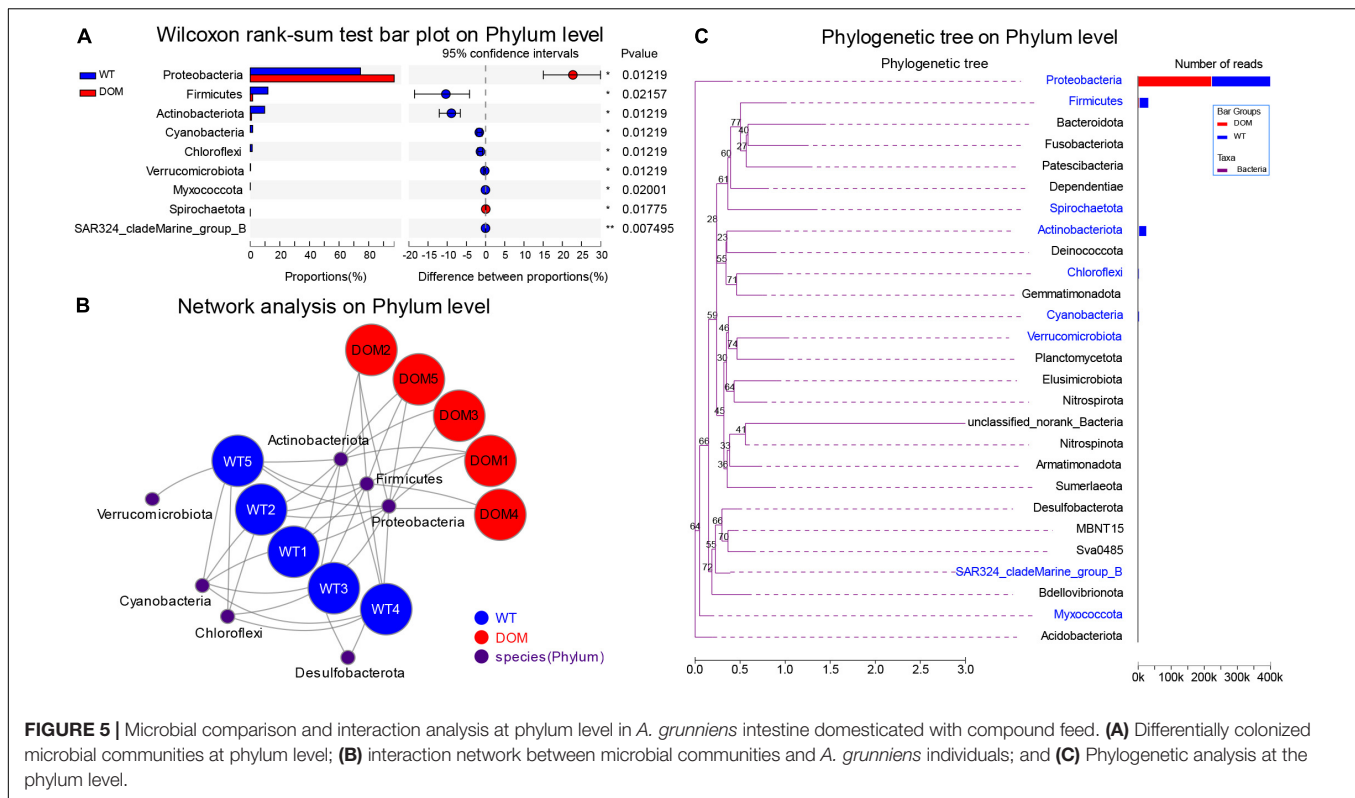 A Wilcoxon rank-sum test bar plot on Phylum level
WT
DOM
95% confidence intervals Pvalue
Proteobacteria * 0.01219
Firmicutes * 0.02157
Actinobacteriota * 0.01219
Cyanobacteria * 0.01219
Chloroflexi * 0.01219
Verrucomicrobiota * 0.01219
Myxococcota * 0.02001
Spirochaetota * 0.01775
SAR324_cladeMarine_group_B ** 0.007495
0 20 40 60 80 -20 -15 -10 -5 0 5 10 15 20 25 30
Proportions(%) Difference between proportions(%)
B Network analysis on Phylum level
DOM2
DOM5
DOM3
Actinobacteriota
WT5
DOM1
Firmicutes
Verrucomicrobiota
WT2
Proteobacteria
DOM4
WT1
Cyanobacteria
WT3
WT4
Chloroflexi
WT
DOM
species(Phylum)
Desulfobacterota
C Phylogenetic tree on Phylum level
Phylogenetic tree Number of reads
Proteobacteria
Firmicutes
Bacteroidota
Fusobacteriota
Patescibacteria
Dependentiae
Spirochaetota
Actinobacteriota
Deinococcota
Chloroflexi
Gemmatimonadota
Cyanobacteria
Verrucomicrobiota
Planctomycetota
Elusimicrobiota
Nitrospirota
unclassified_norank_Bacteria
Nitrospinota
Armatimonadota
Sumerlaeota
Desulfobacterota
MBNT15
Sva0485
SAR324_cladeMarine_group_B
Bdellovibrionota
Myxococcota
Acidobacteriota
Bar Groups
DOM
WT
Taxa
Bacteria
77
40
27
60
61
28
23
55
71
59
46
74
30
64
45
41
33
36
66
66
70
64
55
72
0.0 0.5 1.0 1.5 2.0 2.5 3.0
0k 100k 200k 300k 400k
FIGURE 5 | Microbial comparison and interaction analysis at phylum level in A. grunniens intestine domesticated with compound feed. (A) Differentially colonized
microbial communities at phylum level; (B) interaction network between microbial communities and A. grunniens individuals; and (C) Phylogenetic analysis at the
phylum level.